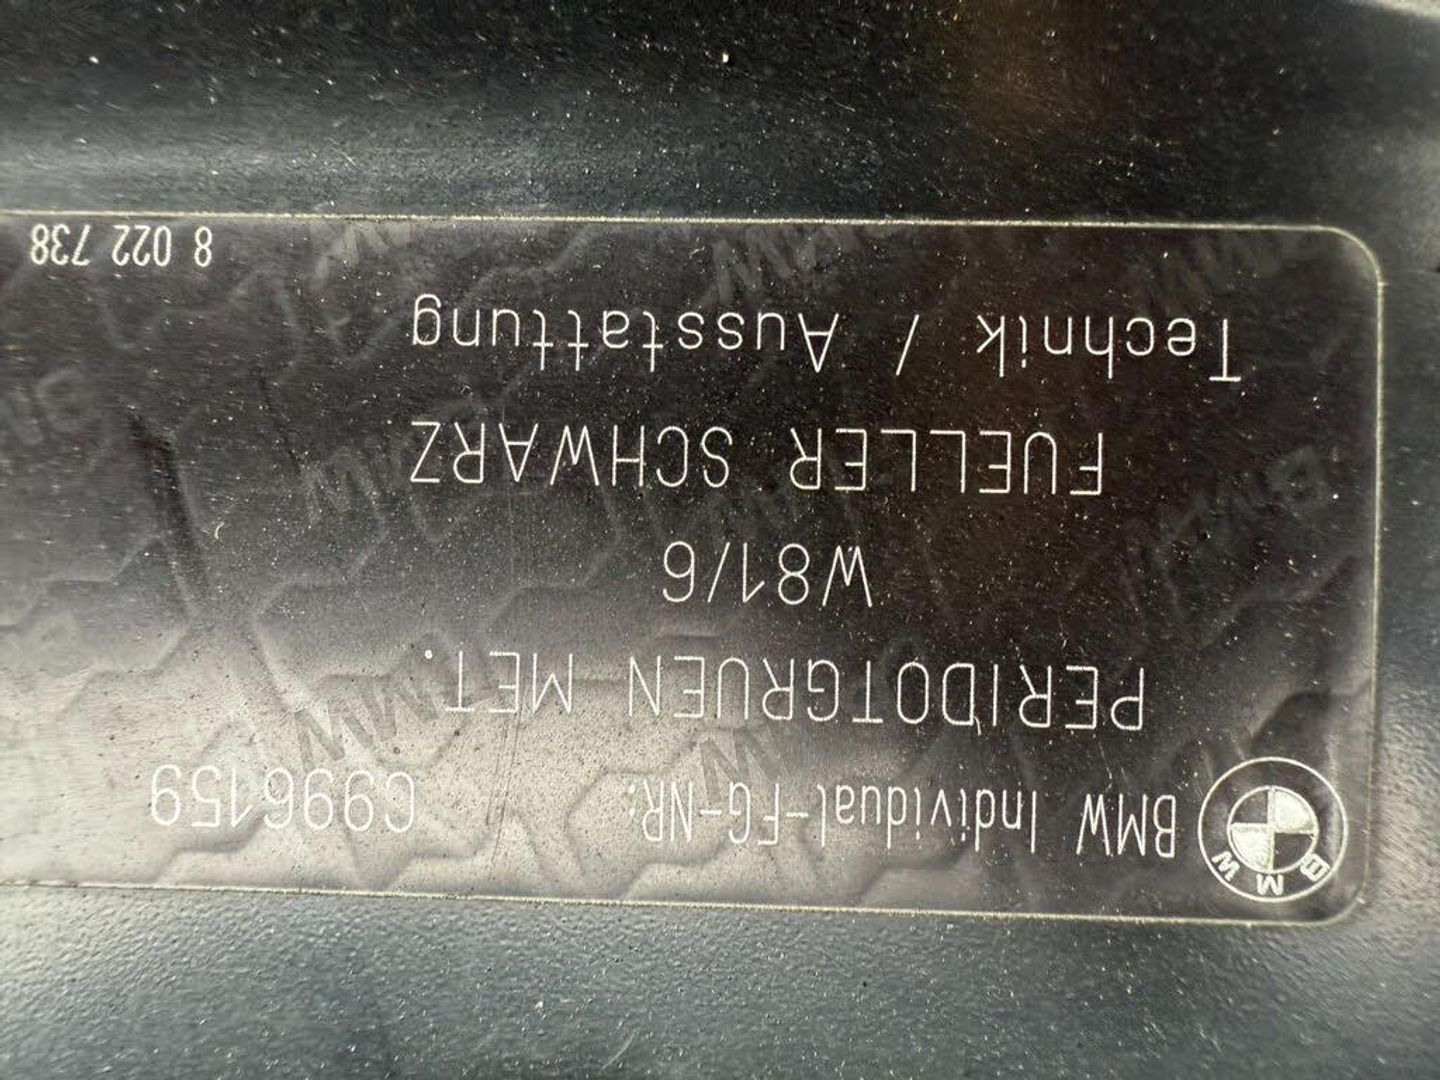 BMW
BMW Individual-FG-NR: C996159
PERIDOTGRUEN MET.
W81/6
FUELLER SCHWARZ
Technik / Ausstattung
8 022 738